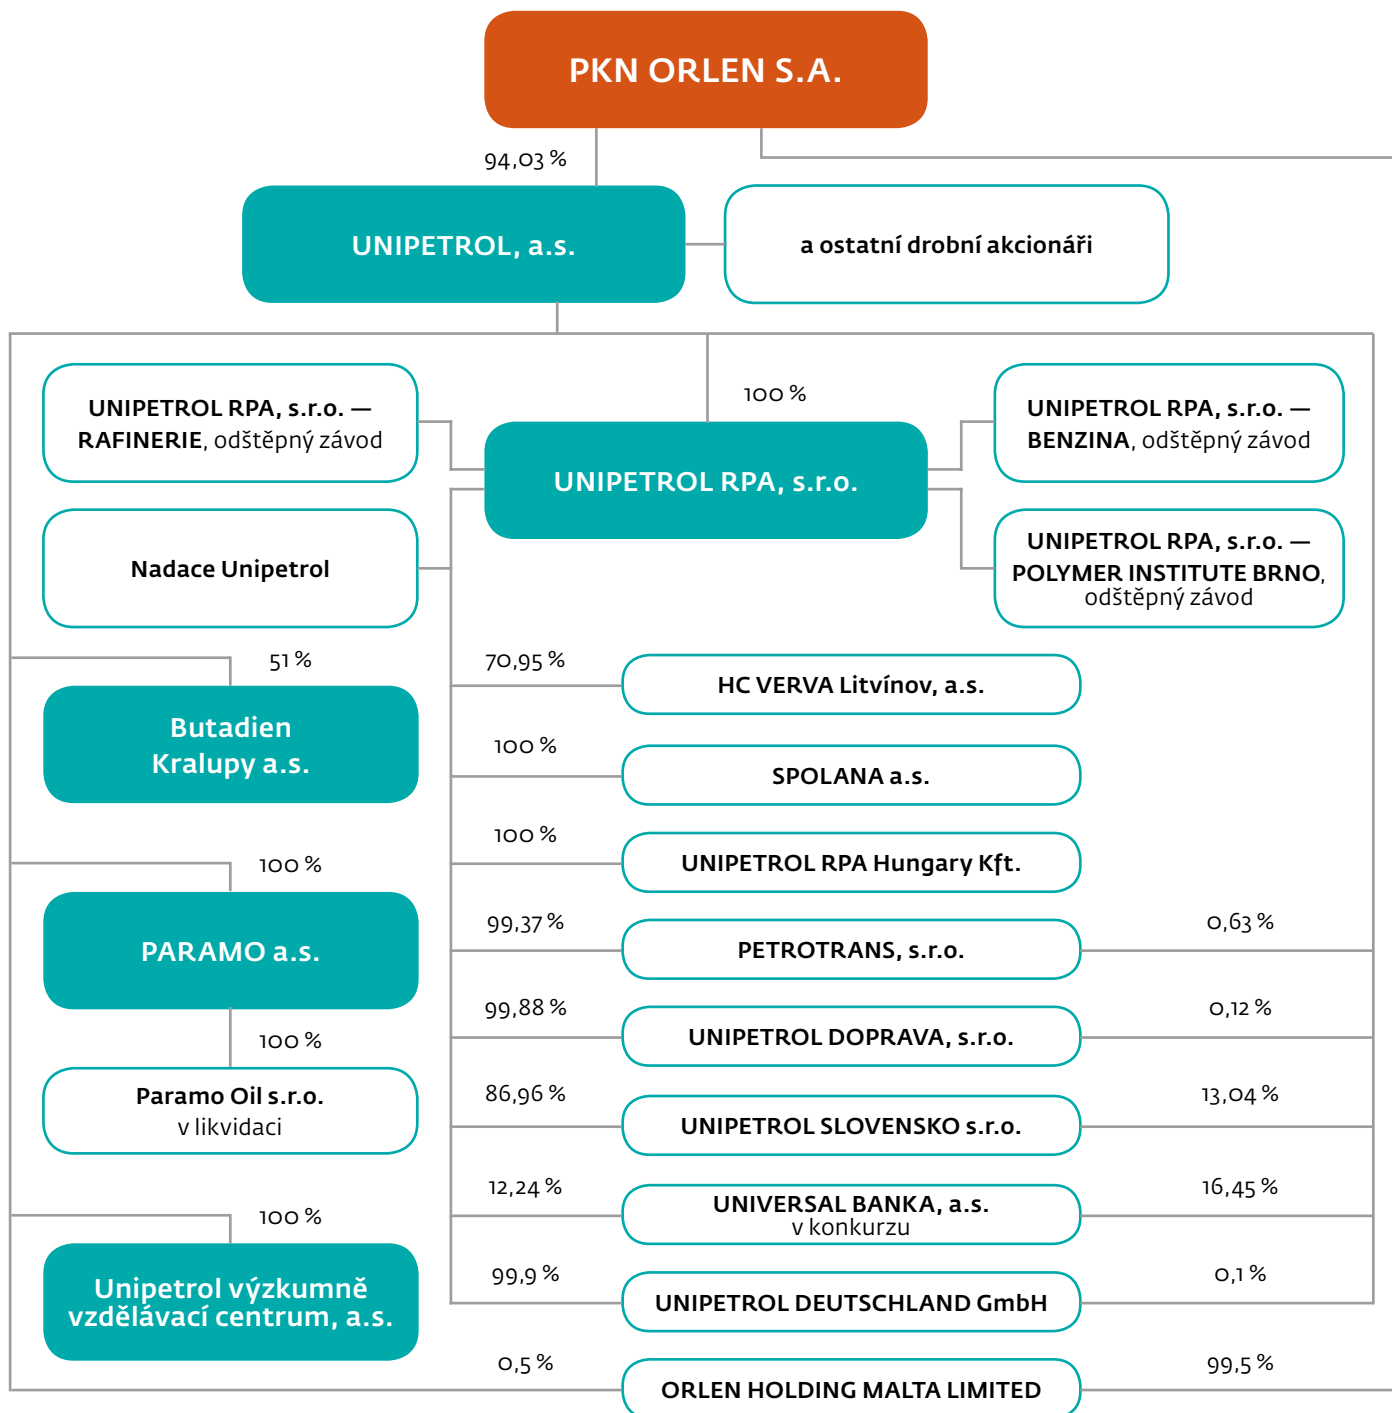 PKN ORLEN S.A.
94,03 %
UNIPETROL, a.s.
a ostatní drobní akcionáři
UNIPETROL RPA, s.r.o. —
RAFINERIE, odštěpný závod
100 %
UNIPETROL RPA, s.r.o. —
BENZINA, odštěpný závod
UNIPETROL RPA, s.r.o.
Nadace Unipetrol
UNIPETROL RPA, s.r.o. —
POLYMER INSTITUTE BRNO,
odštěpný závod
51 %
Butadien
Kralupy a.s.
70,95 %
HC VERVA Litvínov, a.s.
100 %
SPOLANA a.s.
100 %
UNIPETROL RPA Hungary Kft.
100 %
PARAMO a.s.
99,37 %
PETROTRANS, s.r.o.
0,63 %
99,88 %
UNIPETROL DOPRAVA, s.r.o.
0,12 %
100 %
Paramo Oil s.r.o.
v likvidaci
86,96 %
UNIPETROL SLOVENSKO s.r.o.
13,04 %
12,24 %
UNIVERSAL BANKA, a.s.
v konkurzu
16,45 %
100 %
Unipetrol výzkumně
vzdělávací centrum, a.s.
99,9 %
UNIPETROL DEUTSCHLAND GmbH
0,1 %
0,5 %
ORLEN HOLDING MALTA LIMITED
99,5 %